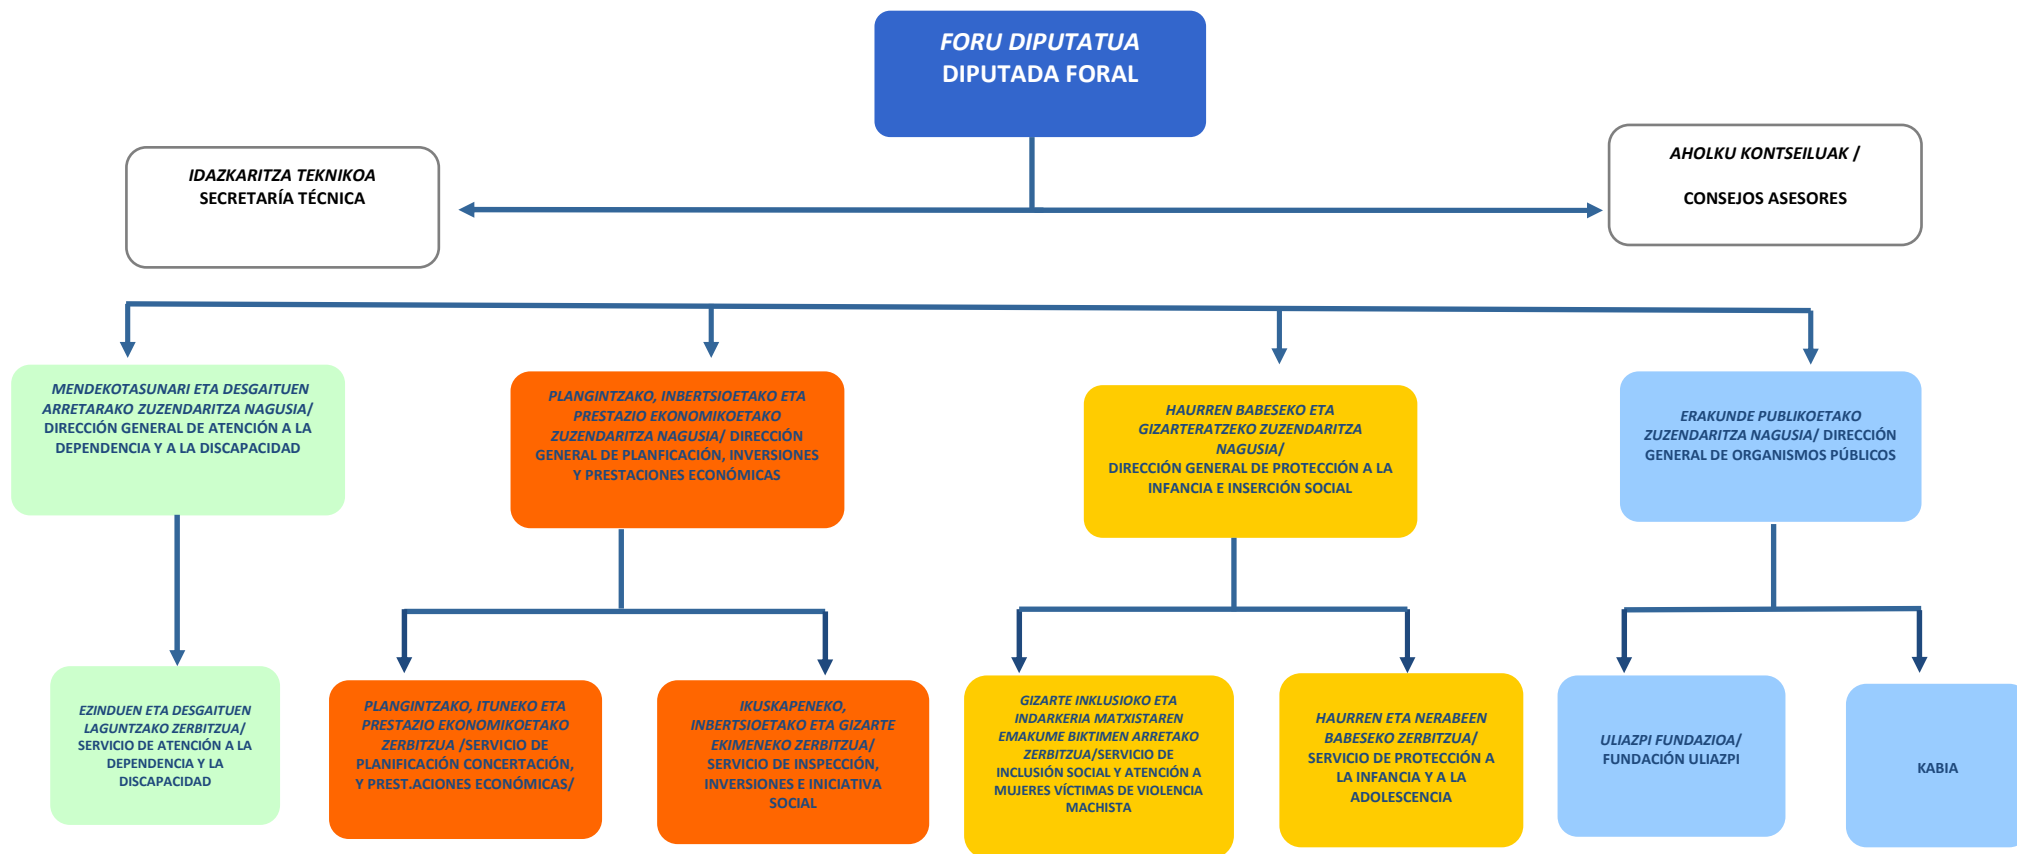 FORU DIPUTATUA
DIPUTADA FORAL
IDAZKARITZA TEKNIKOA
SECRETARÍA TÉCNICA
AHOLKU KONTSEILUAK /
CONSEJOS ASESORES
MENDEKOTASUNARI ETA DESGAITUEN
ARRETARAKO ZUZENDARITZA NAGUSIA/
DIRECCIÓN GENERAL DE ATENCIÓN A LA
DEPENDENCIA Y A LA DISCAPACIDAD
PLANGINTZAKO, INBERTSIOETAKO ETA
PRESTAZIO EKONOMIKOETAKO
ZUZENDARITZA NAGUSIA/ DIRECCIÓN
GENERAL DE PLANFICACIÓN, INVERSIONES
Y PRESTACIONES ECONÓMICAS
HAURREN BABESEKO ETA
GIZARTERATZEKO ZUZENDARITZA
NAGUSIA/
DIRECCIÓN GENERAL DE PROTECCIÓN A LA
INFANCIA E INSERCIÓN SOCIAL
ERAKUNDE PUBLIKOETAKO
ZUZENDARITZA NAGUSIA/ DIRECCIÓN
GENERAL DE ORGANISMOS PÚBLICOS
EZINDUEN ETA DESGAITUEN
LAGUNTZAKO ZERBITZUA/
SERVICIO DE ATENCIÓN A LA
DEPENDENCIA Y LA
DISCAPACIDAD
PLANGINTZAKO, ITUNEKO ETA
PRESTAZIO EKONOMIKOETAKO
ZERBITZUA /SERVICIO DE
PLANIFICACIÓN CONCERTACIÓN,
Y PREST.ACIONES ECONÓMICAS/
IKUSKAPENEKO,
INBERTSIOETAKO ETA GIZARTE
EKIMENEKO ZERBITZUA/
SERVICIO DE INSPECCIÓN,
INVERSIONES E INICIATIVA
SOCIAL
GIZARTE INKLUSIOKO ETA
INDARKERIA MATXISTAREN
EMAKUME BIKTIMEN ARRETAKO
ZERBITZUA/SERVICIO DE
INCLUSIÓN SOCIAL Y ATENCIÓN A
MUJERES VÍCTIMAS DE VIOLENCIA
MACHISTA
HAURREN ETA NERABEEN
BABESEKO ZERBITZUA/
SERVICIO DE PROTECCIÓN A
LA INFANCIA Y A LA
ADOLESCENCIA
ULIAZPI FUNDAZIOA/
FUNDACIÓN ULIAZPI
KABIA